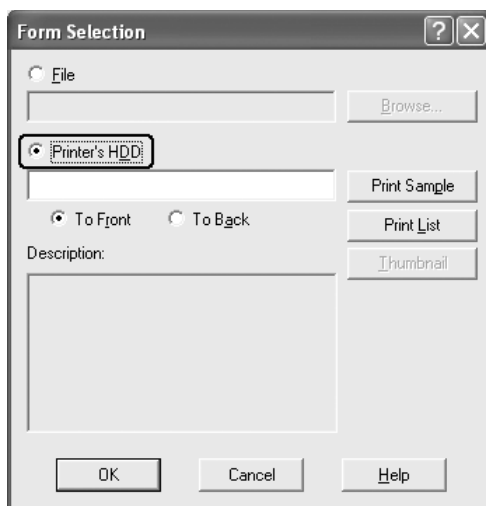 Form Selection
File
Browse...
Printer's HDD
Print Sample
To Front To Back
Print List
Description:
Thumbnail
OK Cancel Help